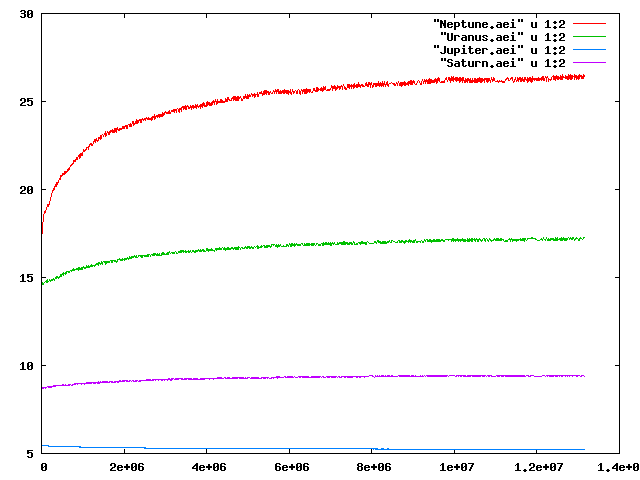 30
"Neptune.aei" u 1:2
"Uranus.aei" u 1:2
"Jupiter.aei" u 1:2
"Saturn.aei" u 1:2
25
20
15
10
5
0 2e+06 4e+06 6e+06 8e+06 1e+07 1.2e+07 1.4e+0